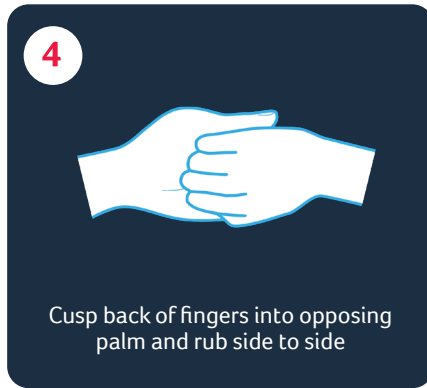 4
Cusp back of fingers into opposing
palm and rub side to side